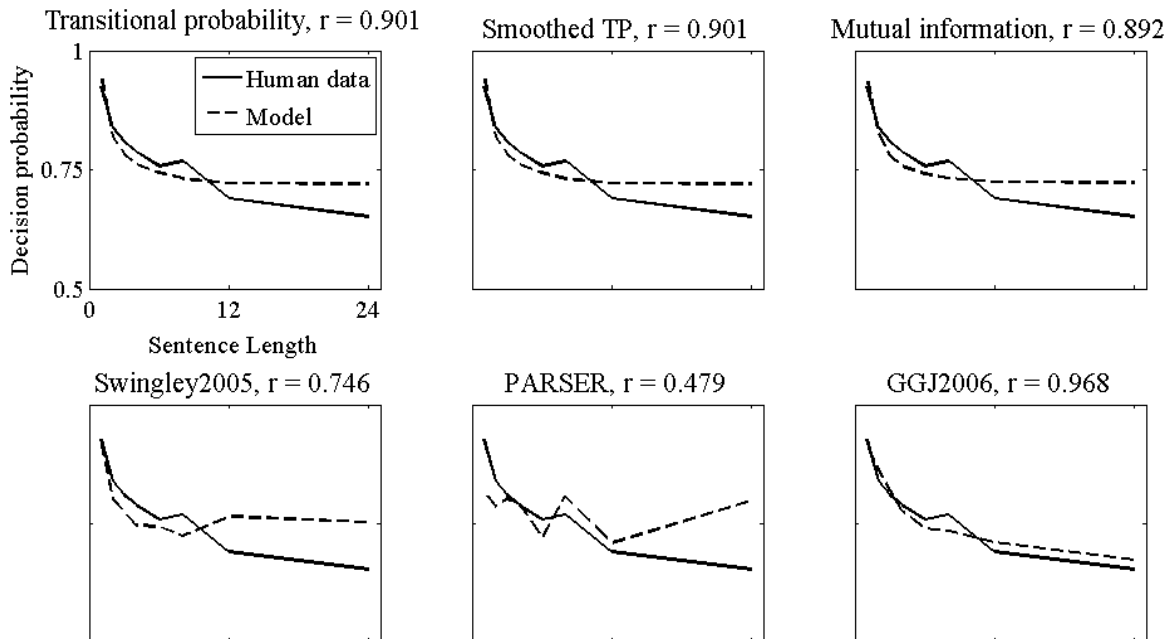 Transitional probability, r = 0.901
Smoothed TP, r = 0.901
Mutual information, r = 0.892
1
0.75
0.5
Decision probability
Human data
Model
0
12
24
Sentence Length
Swingley2005, r = 0.746
PARSER, r = 0.479
GGJ2006, r = 0.968